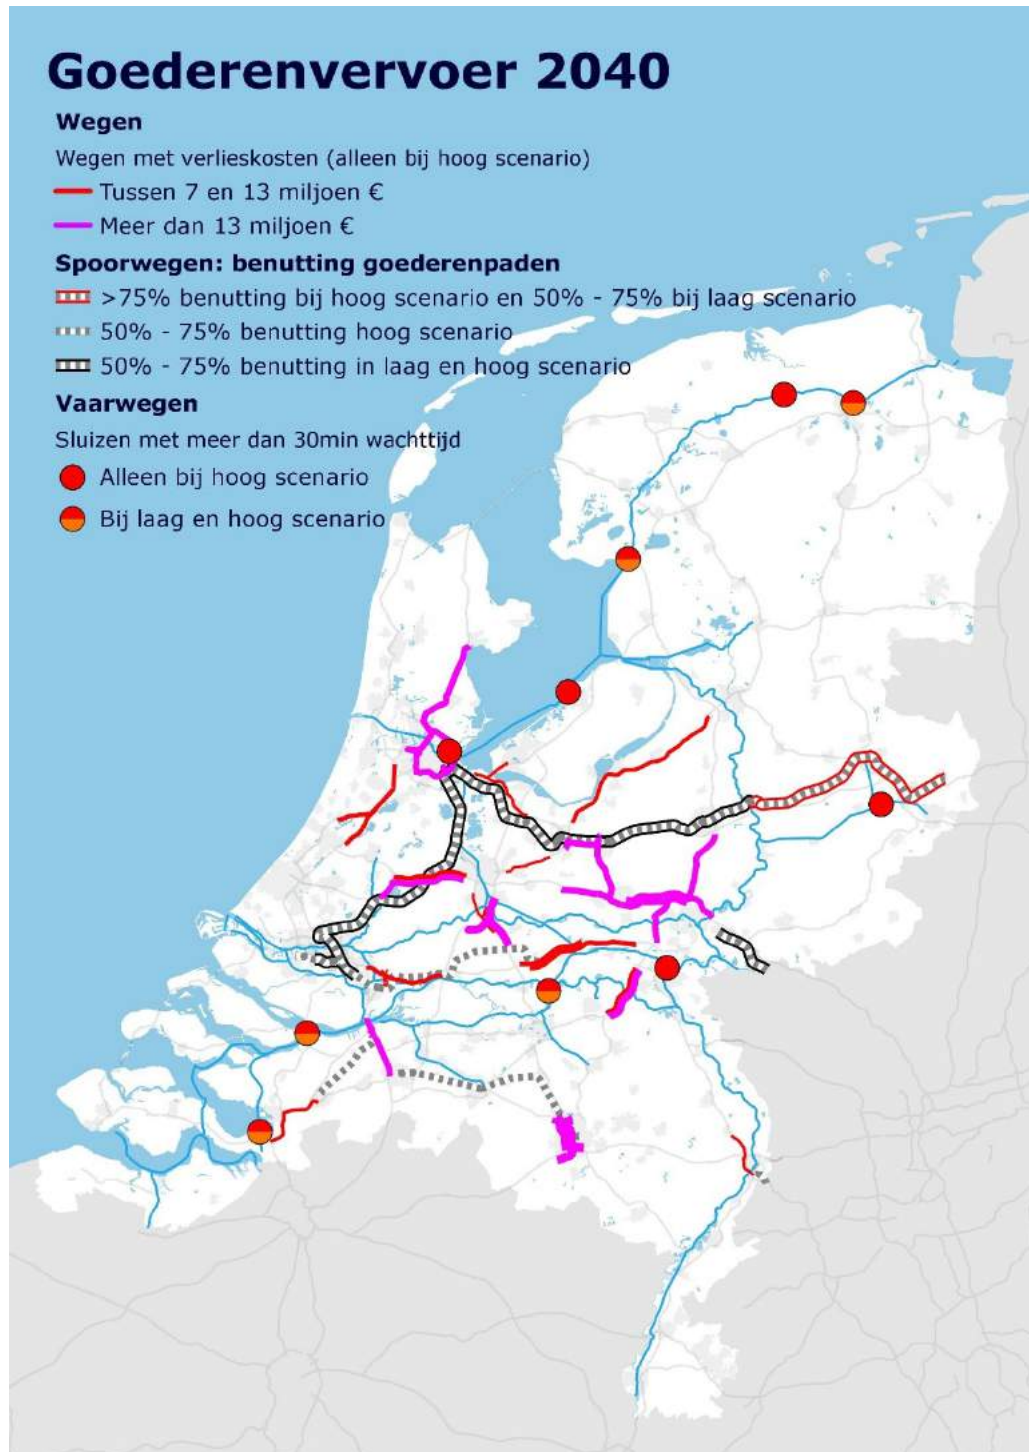 Goederenvervoer 2040
Wegen
Wegen met verlieskosten (alleen bij hoog scenario)
Tussen 7 en 13 miljoen €
Meer dan 13 miljoen €
Spoorwegen: benutting goederenpaden
>75% benutting bij hoog scenario en 50% - 75% bij laag scenario
50% - 75% benutting hoog scenario
50% - 75% benutting in laag en hoog scenario
Vaarwegen
Sluizen met meer dan 30min wachttijd
Alleen bij hoog scenario
Bij laag en hoog scenario